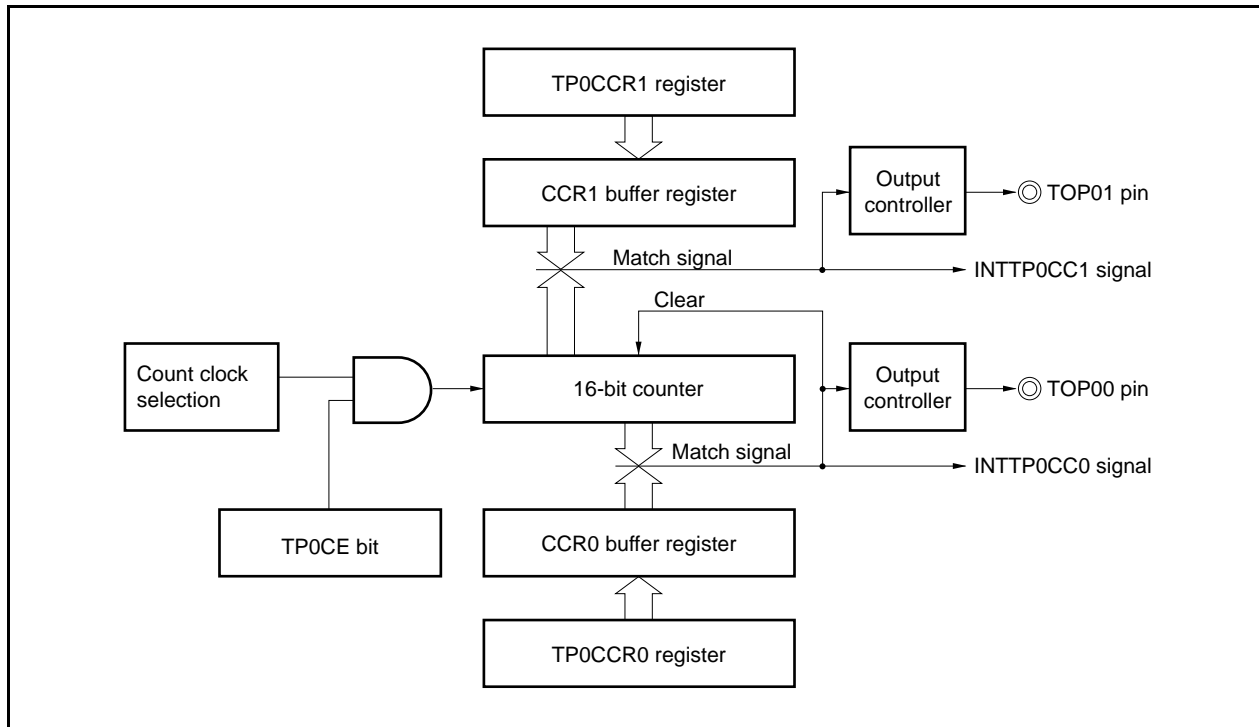 TP0CCR1 register
CCR1 buffer register
Output
controller
TOP01 pin
Match signal
INTTP0CC1 signal
Clear
Count clock
selection
16-bit counter
Output
controller
TOP00 pin
Match signal
INTTP0CC0 signal
TP0CE bit
CCR0 buffer register
TP0CCR0 register